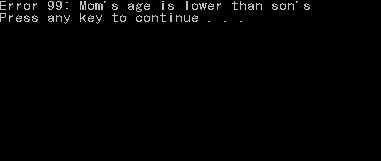 Error 99: Mom's age is lower than son's
Press any key to continue . . .